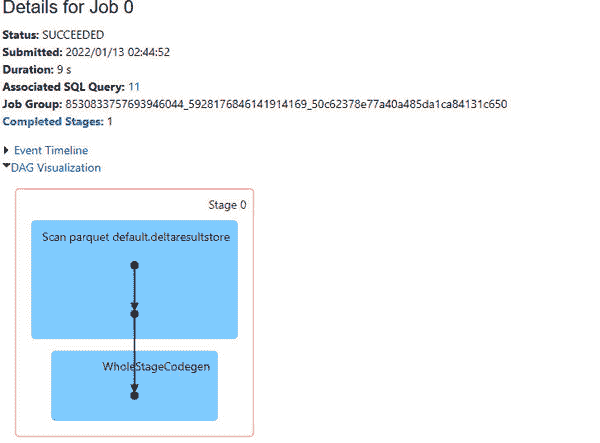 Details for Job 0
Status: SUCCEEDED
Submitted: 2022/01/13 02:44:52
Duration: 9 s
Associated SQL Query: 11
Job Group: 8530833757693946044_5928176846141914169_50c62378e77a40a485da1ca84131c650
Completed Stages: 1
Event Timeline
DAG Visualization
Stage 0
Scan parquet default.deltaresultstore
WholeStageCodegen